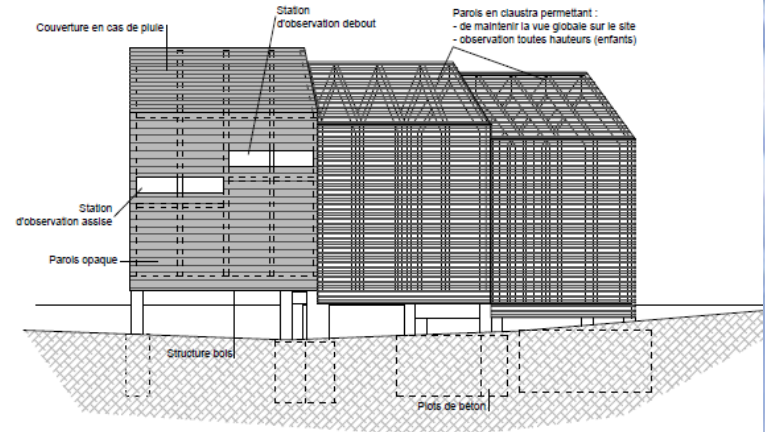 Station
d'observation debout
Couverture en cas de pluie
Parois en claustra permettant :
- de maintenir la vue globale sur le site
- observation toutes hauteurs (enfants)
Station
d'observation assise
Parois opaque
Structure bois
Plots de béton